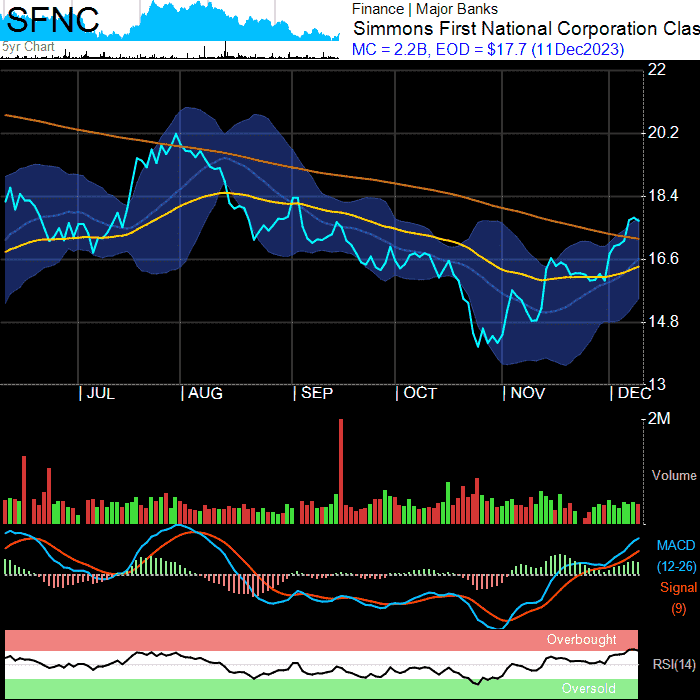 SFNC
5yr Chart
Finance | Major Banks
Simmons First National Corporation Clas
MC = 2.2B, EOD = $17.7 (11Dec2023)
22
20.2
18.4
16.6
14.8
13
| JUL | AUG | SEP | OCT | NOV | DEC
2M
Volume
MACD
(12-26)
Signal
(9)
Overbought
RSI(14)
Oversold